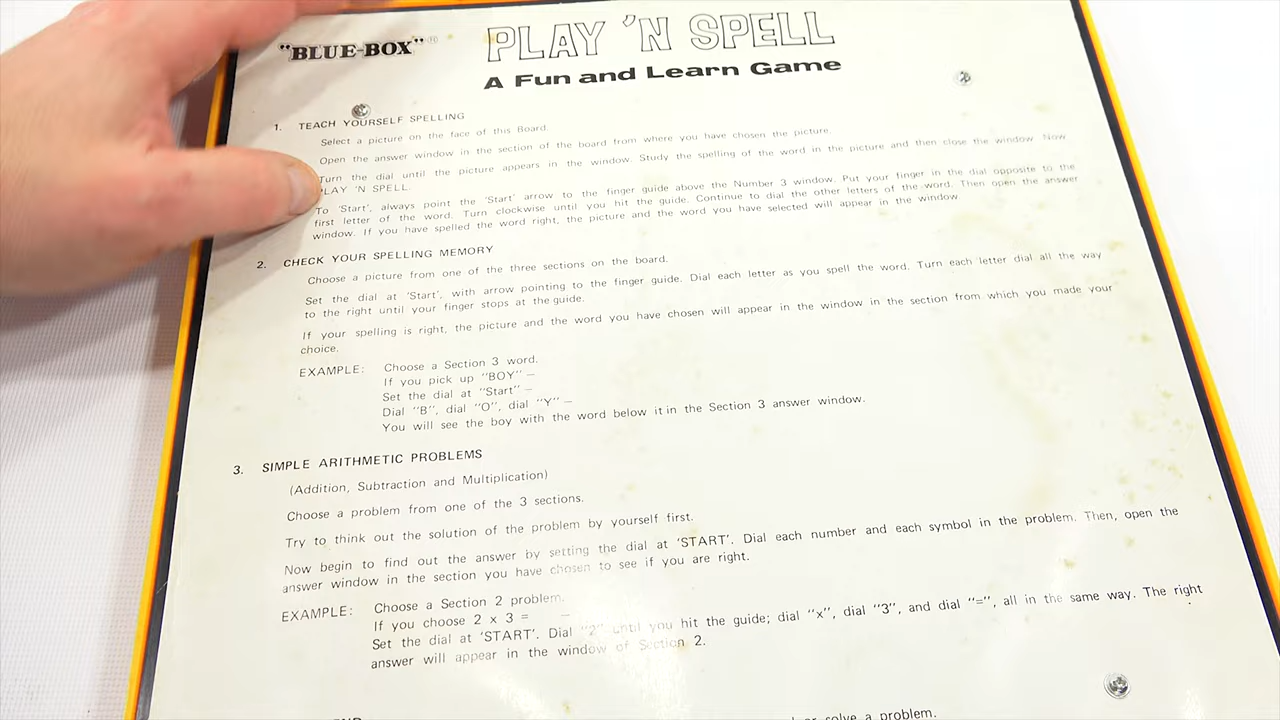 "BLUE-BOX"® PLAY 'N SPELL
A Fun and Learn Game
1. TEACH YOURSELF SPELLING
Select a picture on the face of this Board.
Open the answer window in the section of the board from where you have chosen the picture.
Turn the dial until the picture appears in the window. Study the spelling of the word in the picture and then close the window. Now
PLAY 'N SPELL.
To 'Start', always point the 'Start' arrow to the finger guide above the Number 3 window. Put your finger in the dial opposite to the
first letter of the word. Turn clockwise until you hit the guide. Continue to dial the other letters of the word. Then open the answer
window. If you have spelled the word right, the picture and the word you have selected will appear in the window.
2. CHECK YOUR SPELLING MEMORY
Choose a picture from one of the three sections on the board.
Set the dial at 'Start', with arrow pointing to the finger guide. Dial each letter as you spell the word. Turn each letter dial all the way
to the right until your finger stops at the guide.
If your spelling is right, the picture and the word you have chosen will appear in the window in the section from which you made your
choice.
EXAMPLE: Choose a Section 3 word.
If you pick up "BOY" –
Set the dial at "Start" –
Dial "B", dial "O", dial "Y" –
You will see the boy with the word below it in the Section 3 answer window.
3. SIMPLE ARITHMETIC PROBLEMS
(Addition, Subtraction and Multiplication)
Choose a problem from one of the 3 sections.
Try to think out the solution of the problem by yourself first.
Now begin to find out the answer by setting the dial at 'START'. Dial each number and each symbol in the problem. Then, open the
answer window in the section you have chosen to see if you are right.
EXAMPLE: Choose a Section 2 problem.
If you choose 2 x 3 = –
Set the dial at 'START'. Dial "2" until you hit the guide; dial "x", dial "3", and dial "=", all in the same way. The right
answer will appear in the window of Section 2.
or solve a problem.